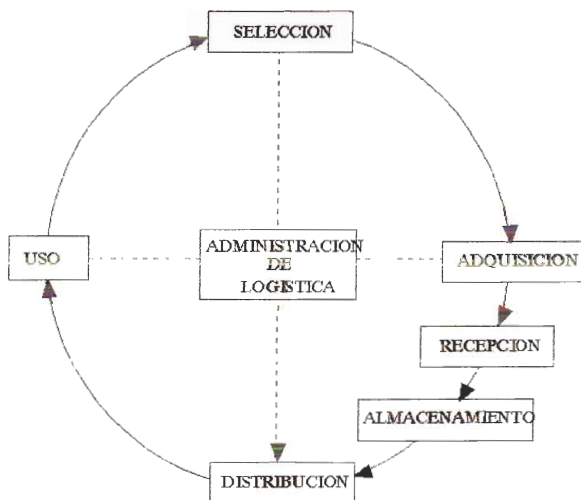 SELECCION
USO
ADMINISTRACION
DE
LOGISTICA
ADQUISICION
RECEPCION
ALMACENAMIENTO
DISTRIBUCION